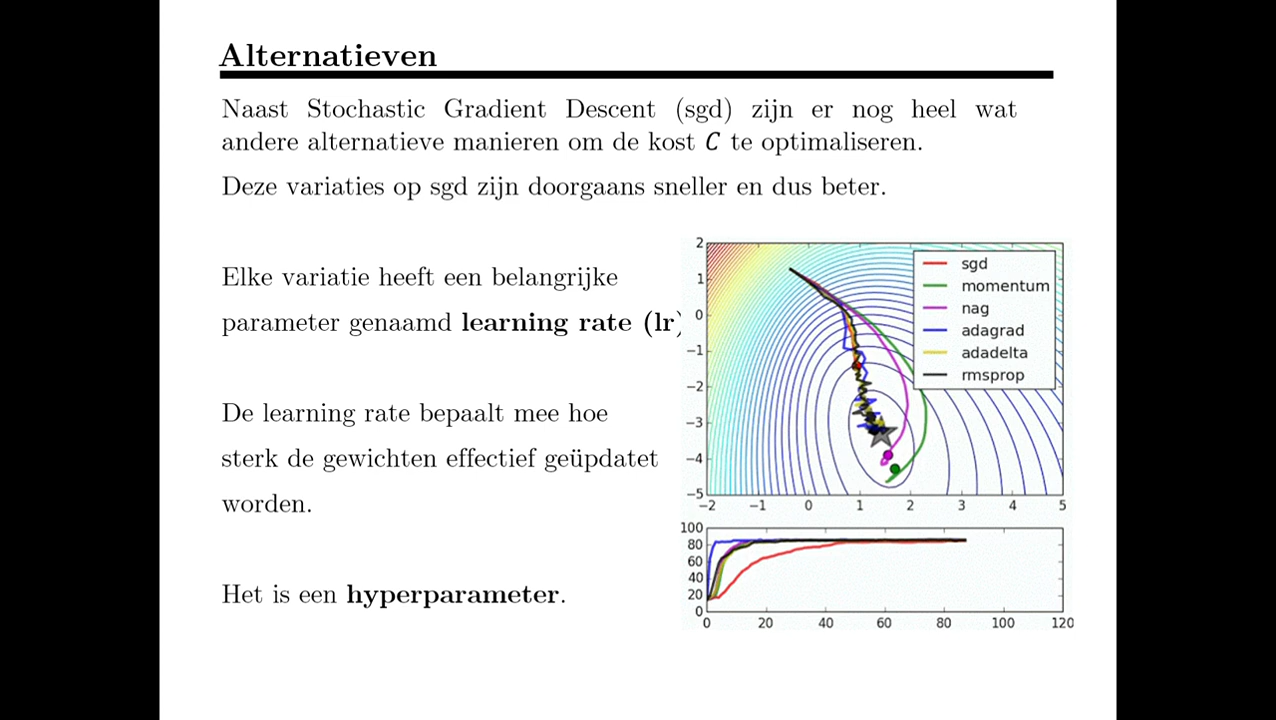 Alternatieven
Naast Stochastic Gradient Descent (sgd) zijn er nog heel wat
andere alternatieve manieren om de kost C te optimaliseren.
Deze variaties op sgd zijn doorgaans sneller en dus beter.
Elke variatie heeft een belangrijke
parameter genaamd learning rate (lr)
De learning rate bepaalt mee hoe
sterk de gewichten effectief geüpdatet
worden.
Het is een hyperparameter.
2
1
0
−1
−2
−3
−4
−5
−2 −1 0 1 2 3 4 5
sgd
momentum
nag
adagrad
adadelta
rmsprop
100
80
60
40
20
0
0 20 40 60 80 100 120